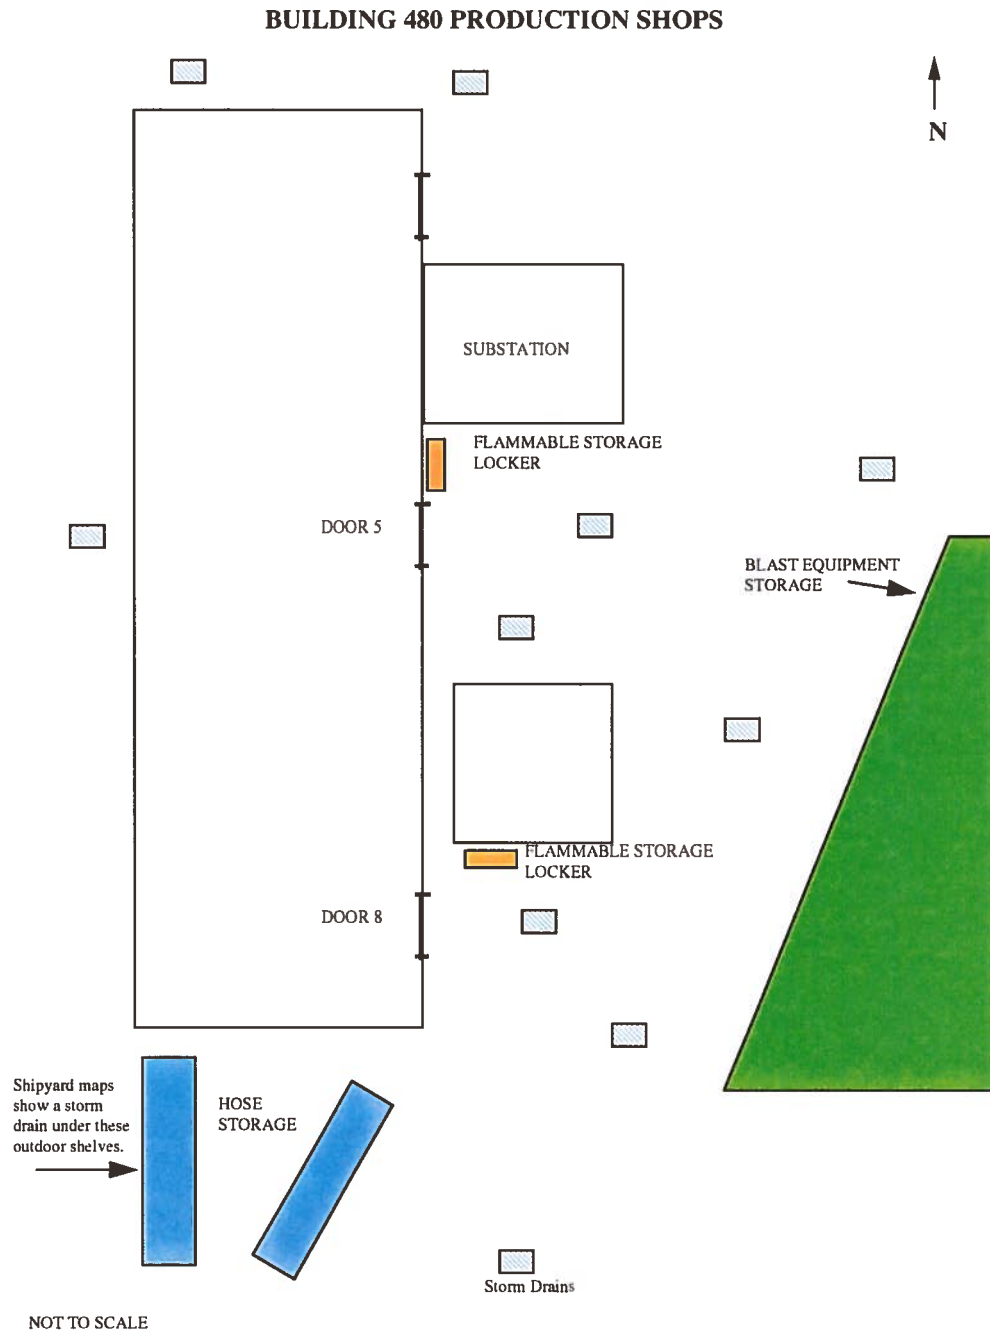 BUILDING 480 PRODUCTION SHOPS
N
SUBSTATION
FLAMMABLE STORAGE
LOCKER
DOOR 5
BLAST EQUIPMENT
STORAGE
FLAMMABLE STORAGE
LOCKER
DOOR 8
Shipyard maps
show a storm
drain under these
outdoor shelves.
HOSE
STORAGE
Storm Drains
NOT TO SCALE